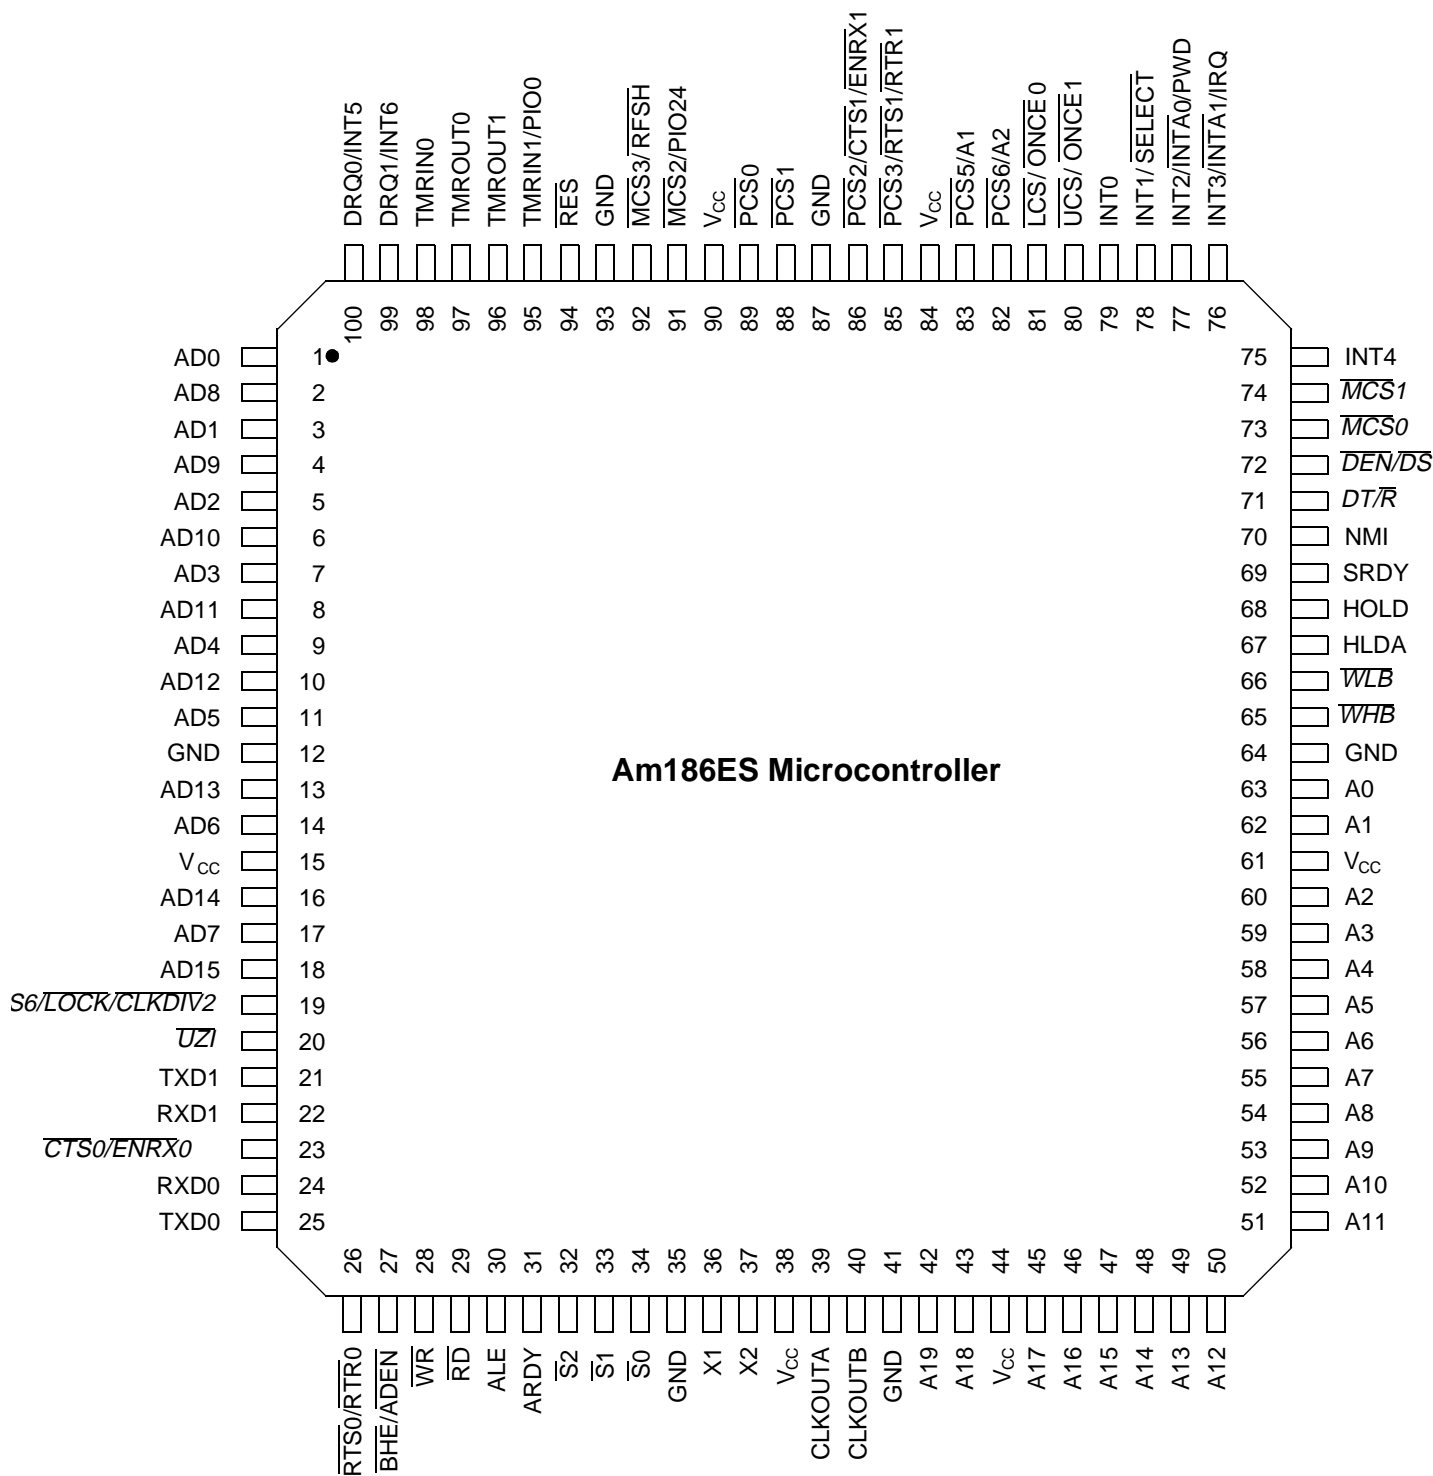 DRQ0/INT5
DRQ1/INT6
TMRIN0
TMROUT0
TMROUT1
TMRIN1/PIO0
RES
GND
MCS3/ RFSH
MCS2/PIO24
VCC
PCS0
PCS1
GND
PCS2/CTS1/ENRX1
PCS3/RTS1/RTR1
VCC
PCS5/A1
PCS6/A2
LCS/ ONCE 0
UCS/ ONCE 1
INT0
INT1/ SELECT
INT2/INTA0/PWD
INT3/INTA1/IRQ
100 99 98 97 96 95 94 93 92 91 90 89 88 87 86 85 84 83 82 81 80 79 78 77 76
AD0 1 75 INT4
AD8 2 74 MCS1
AD1 3 73 MCS0
AD9 4 72 DEN/DS
AD2 5 71 DT/R
AD10 6 70 NMI
AD3 7 69 SRDY
AD11 8 68 HOLD
AD4 9 67 HLDA
AD12 10 66 WLB
AD5 11 65 WHB
GND 12 64 GND
Am186ES Microcontroller
AD13 13 63 A0
AD6 14 62 A1
VCC 15 61 VCC
AD14 16 60 A2
AD7 17 59 A3
AD15 18 58 A4
S6/LOCK/CLKDIV2 19 57 A5
UZI 20 56 A6
TXD1 21 55 A7
RXD1 22 54 A8
CTS0/ENRX0 23 53 A9
RXD0 24 52 A10
TXD0 25 51 A11
26 27 28 29 30 31 32 33 34 35 36 37 38 39 40 41 42 43 44 45 46 47 48 49 50
RTS0/RTR0
BHE/ADEN
WR
RD
ALE
ARDY
S2
S1
S0
GND
X1
X2
VCC
CLKOUTA
CLKOUTB
GND
A19
A18
VCC
A17
A16
A15
A14
A13
A12